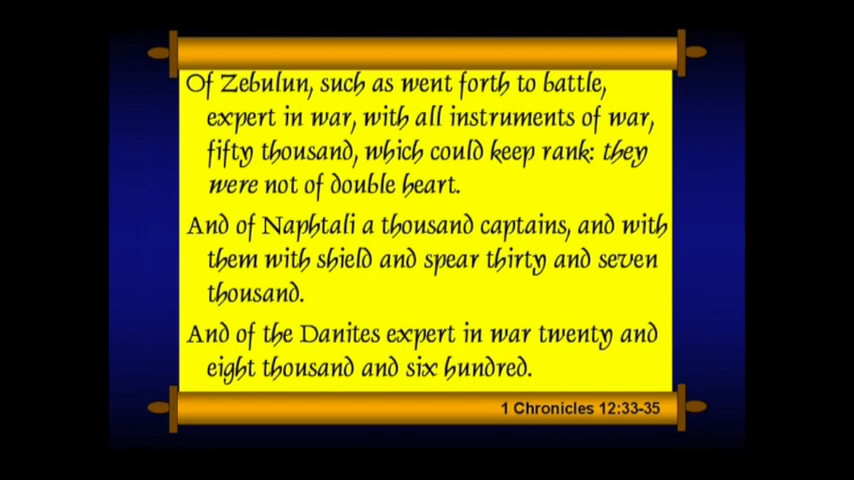 Of Zebulun, such as went forth to battle,
expert in war, with all instruments of war,
fifty thousand, which could keep rank: they
were not of double heart.
And of Naphtali a thousand captains, and with
them with shield and spear thirty and seven
thousand.
And of the Danites expert in war twenty and
eight thousand and six hundred.
1 Chronicles 12:33-35